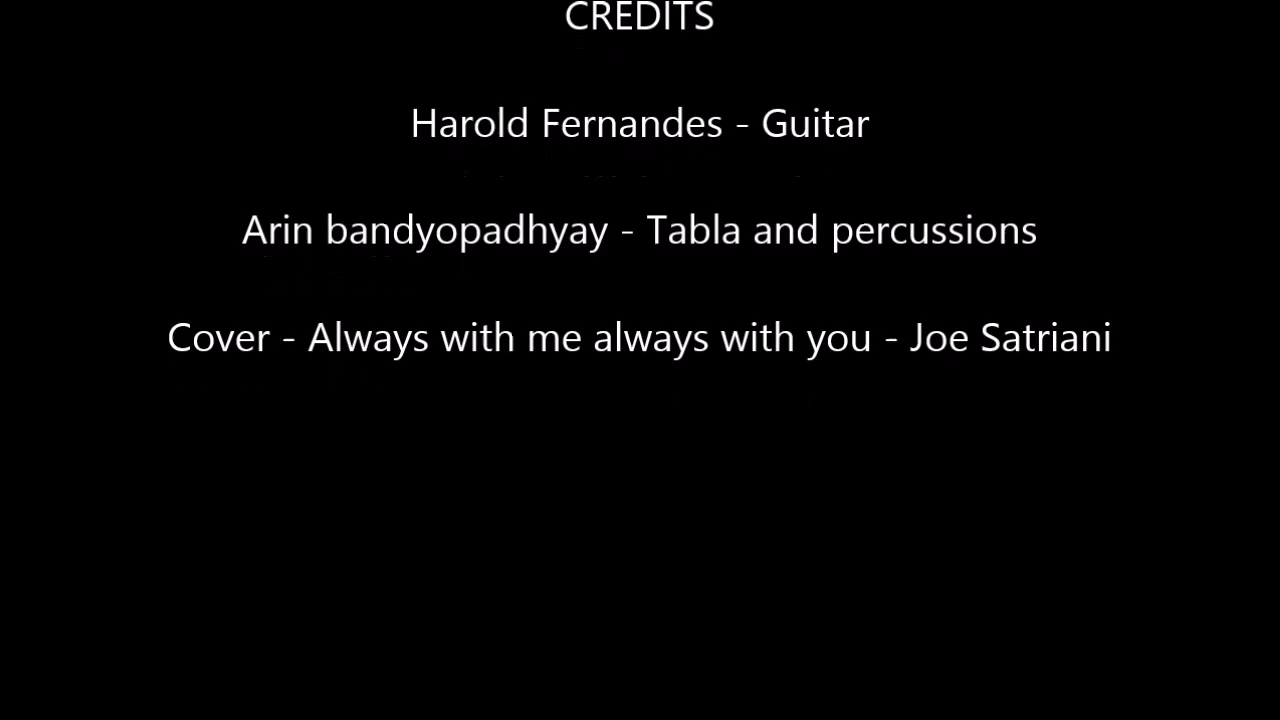 CREDITS
Harold Fernandes - Guitar
Arin bandyopadhyay - Tabla and percussions
Cover - Always with me always with you - Joe Satriani